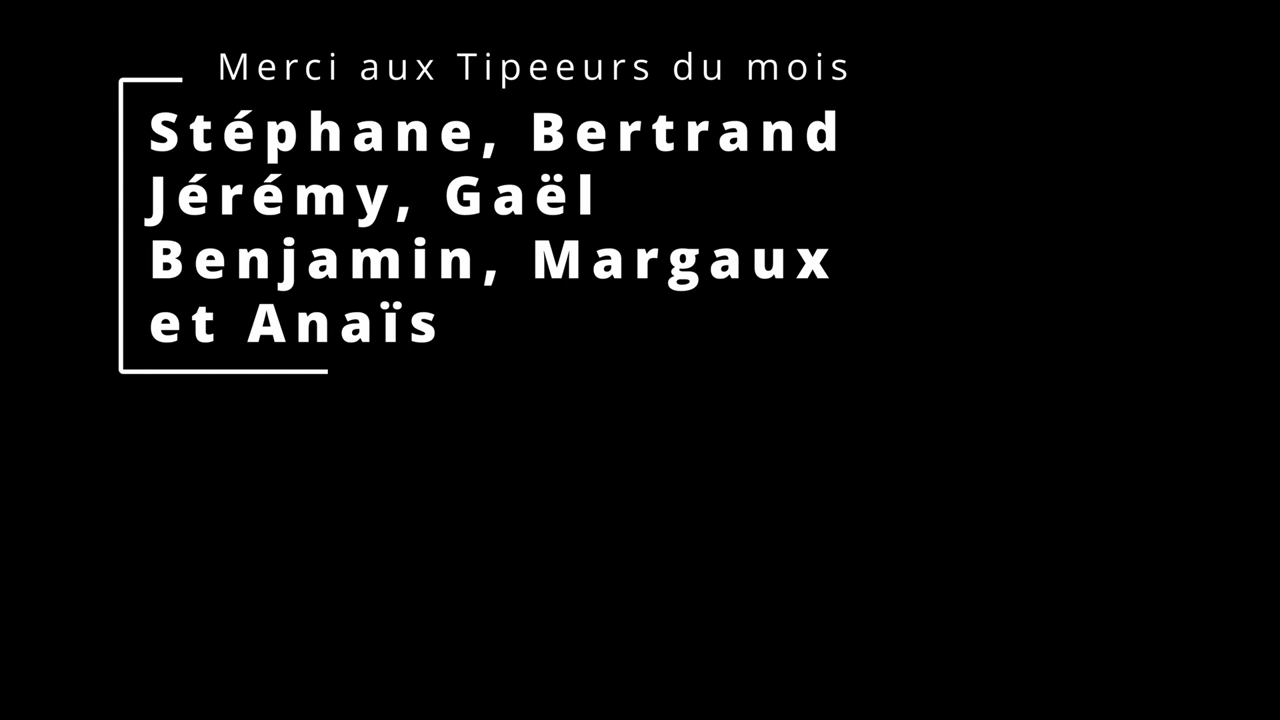 Merci aux Tipeeurs du mois
Stéphane, Bertrand
Jérémy, Gaël
Benjamin, Margaux
et Anaïs